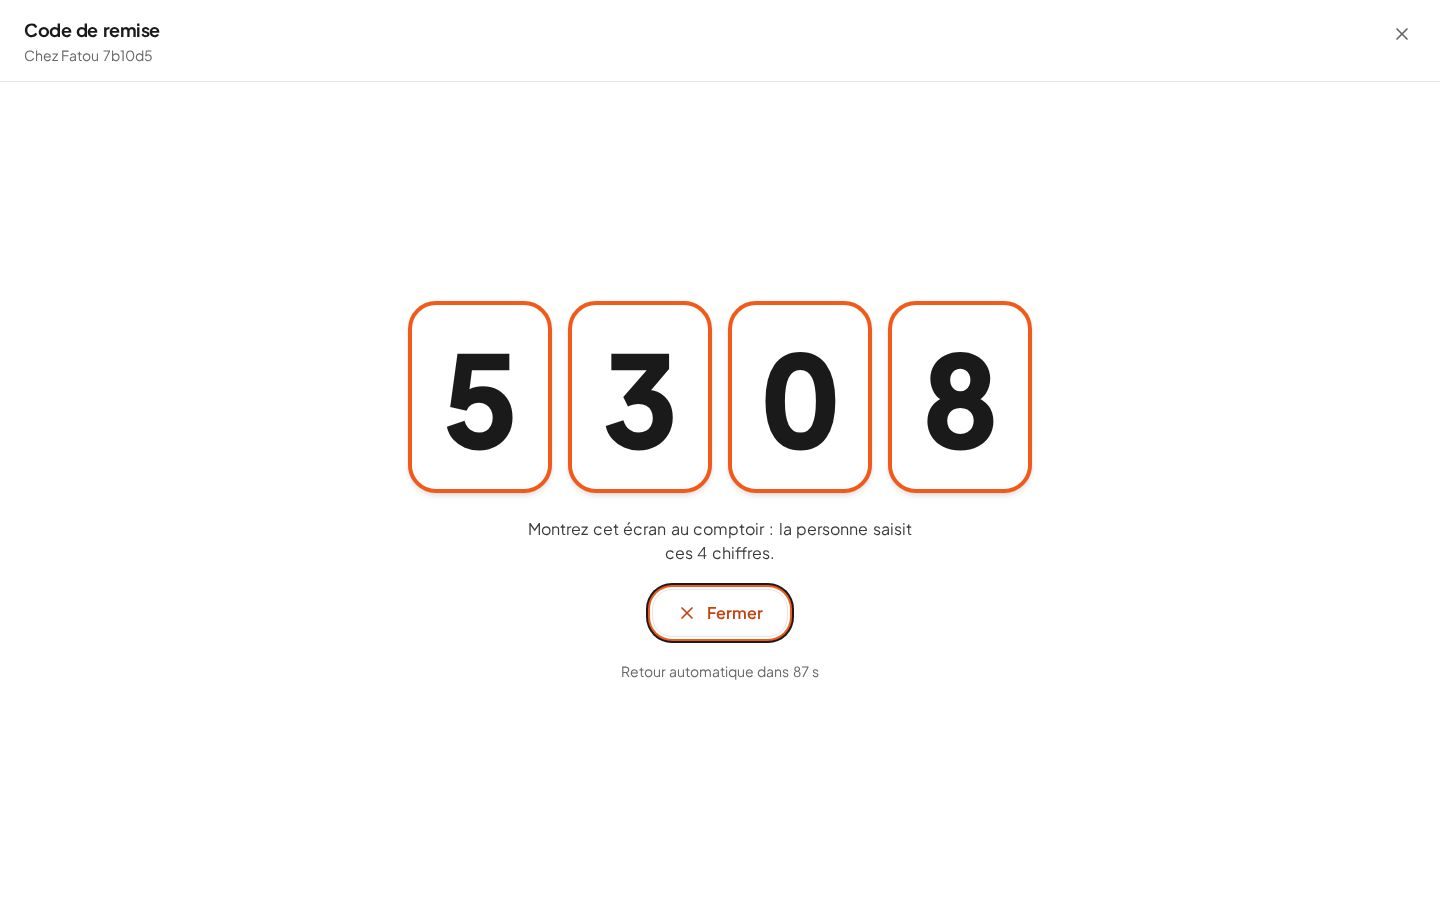 Code de remise
Chez Fatou 7b10d5
5 3 0 8
Montrez cet écran au comptoir : la personne saisit
ces 4 chiffres.
Fermer
Retour automatique dans 87 s